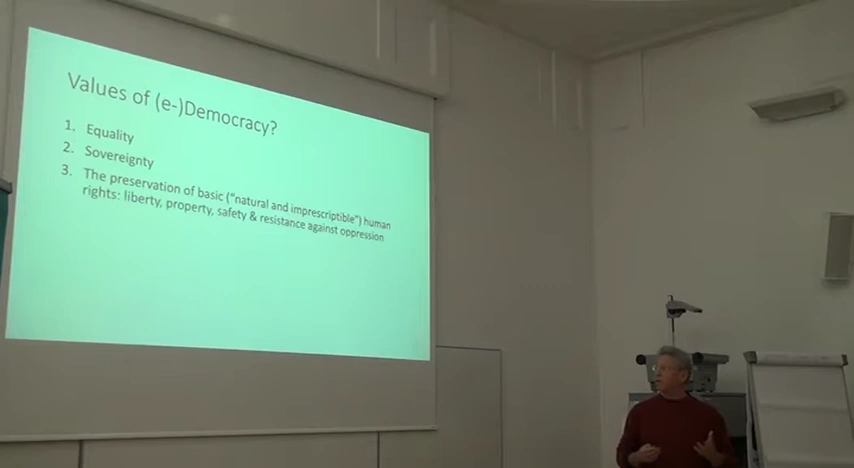 Values of (e-)Democracy?
1. Equality
2. Sovereignty
3. The preservation of basic ("natural and imprescriptible") human
rights: liberty, property, safety & resistance against oppression